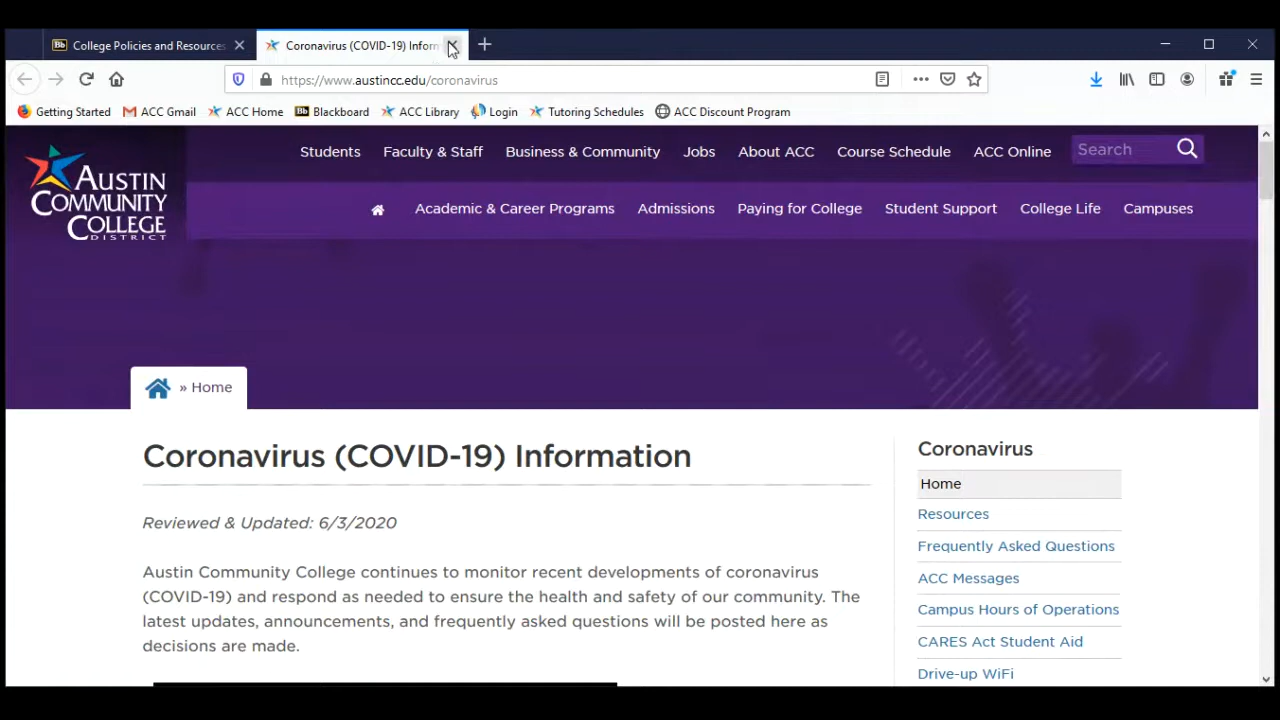 Bb College Policies and Resources
Coronavirus (COVID-19) Inform
https://www.austincc.edu/coronavirus
Getting Started
ACC Gmail
ACC Home
Bb Blackboard
ACC Library
Login
Tutoring Schedules
ACC Discount Program
AUSTIN
COMMUNITY
COLLEGE
DISTRICT
Students
Faculty & Staff
Business & Community
Jobs
About ACC
Course Schedule
ACC Online
Search
Academic & Career Programs
Admissions
Paying for College
Student Support
College Life
Campuses
» Home
Coronavirus (COVID-19) Information
Reviewed & Updated: 6/3/2020
Austin Community College continues to monitor recent developments of coronavirus
(COVID-19) and respond as needed to ensure the health and safety of our community. The
latest updates, announcements, and frequently asked questions will be posted here as
decisions are made.
Coronavirus
Home
Resources
Frequently Asked Questions
ACC Messages
Campus Hours of Operations
CARES Act Student Aid
Drive-up WiFi